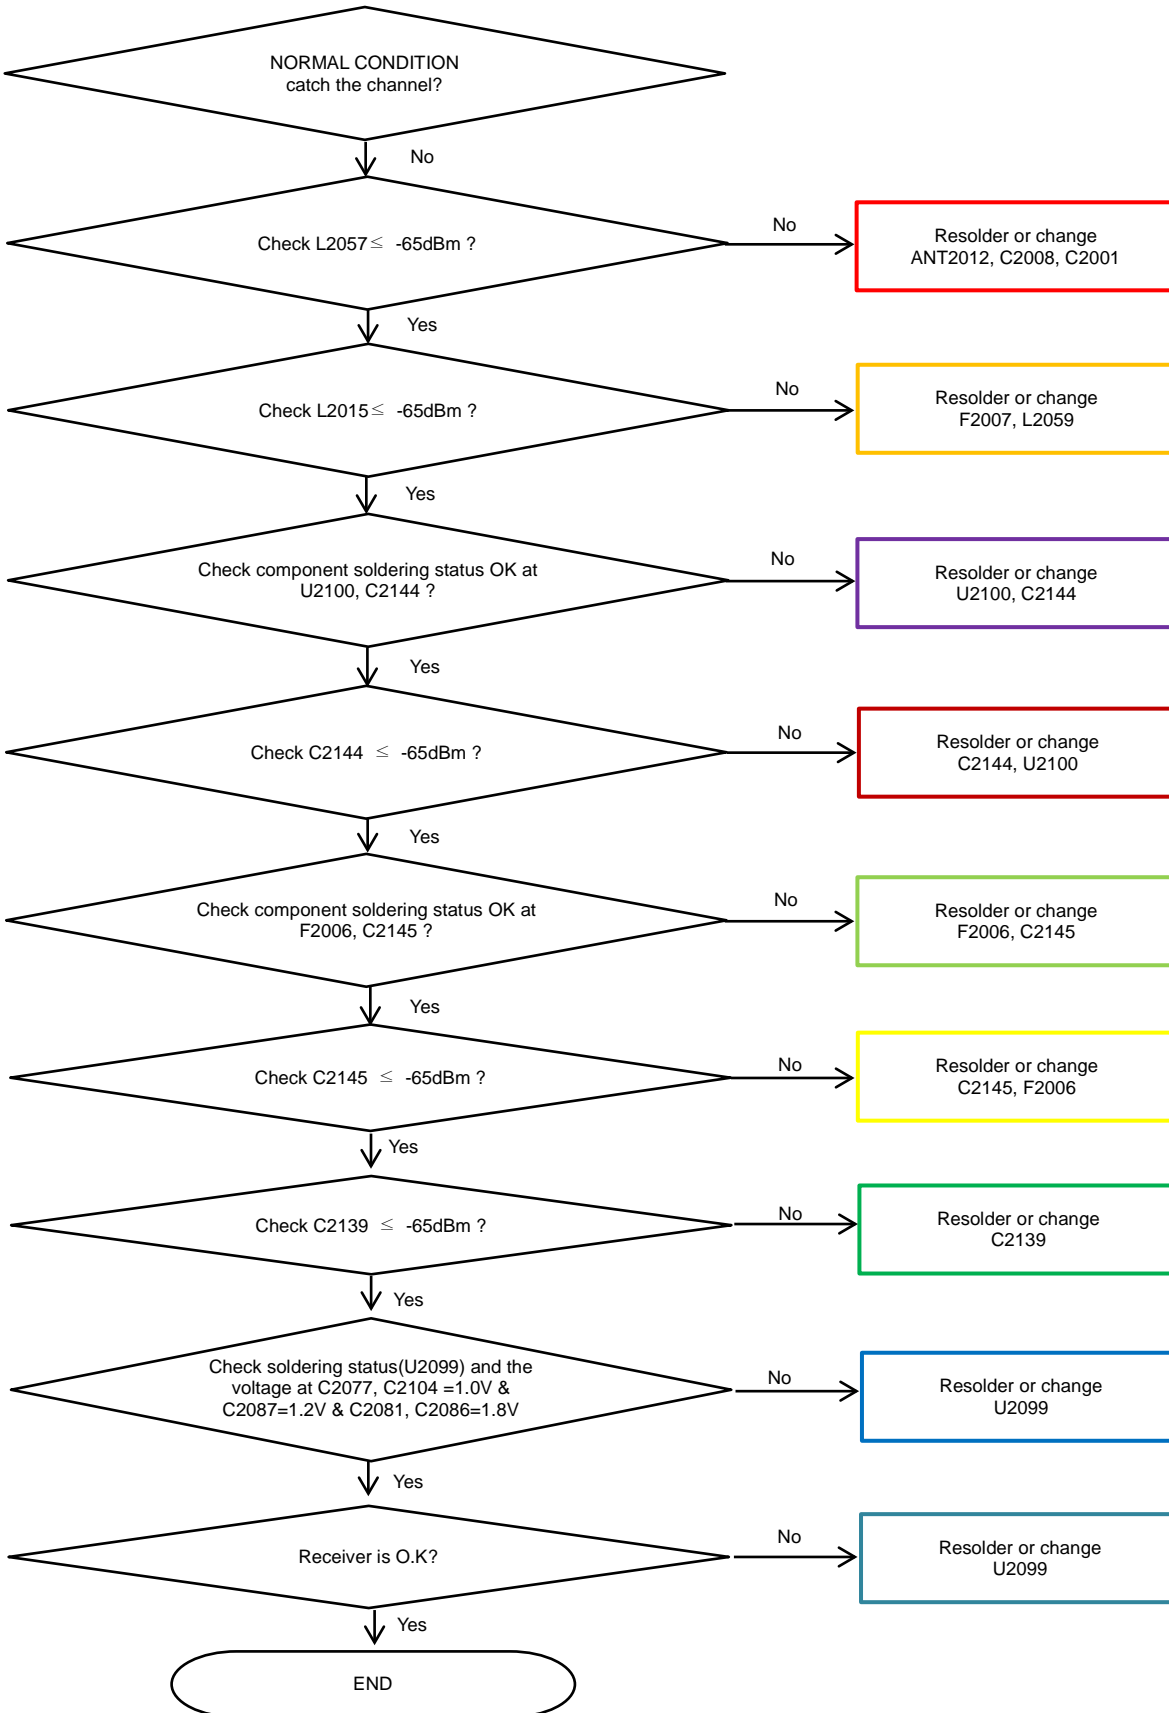 NORMAL CONDITION
catch the channel?
No
Check L2057≤ -65dBm ?
No
Resolder or change
ANT2012, C2008, C2001
Yes
Check L2015≤ -65dBm ?
No
Resolder or change
F2007, L2059
Yes
Check component soldering status OK at
U2100, C2144 ?
No
Resolder or change
U2100, C2144
Yes
Check C2144 ≤ -65dBm ?
No
Resolder or change
C2144, U2100
Yes
Check component soldering status OK at
F2006, C2145 ?
No
Resolder or change
F2006, C2145
Yes
Check C2145 ≤ -65dBm ?
No
Resolder or change
C2145, F2006
Yes
Check C2139 ≤ -65dBm ?
No
Resolder or change
C2139
Yes
Check soldering status(U2099) and the
voltage at C2077, C2104 =1.0V &
C2087=1.2V & C2081, C2086=1.8V
No
Resolder or change
U2099
Yes
Receiver is O.K?
No
Resolder or change
U2099
Yes
END